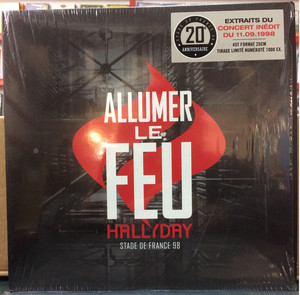 20
ANNIVERSAIRE
EXTRAITS DU
CONCERT INÉDIT
DU 11.09.1998
45T FORMAT 25CM
TIRAGE LIMITÉ NUMÉROTÉ 1000 EX.
ALLUMER
LE
FEU
HALLYDAY
STADE DE FRANCE 98